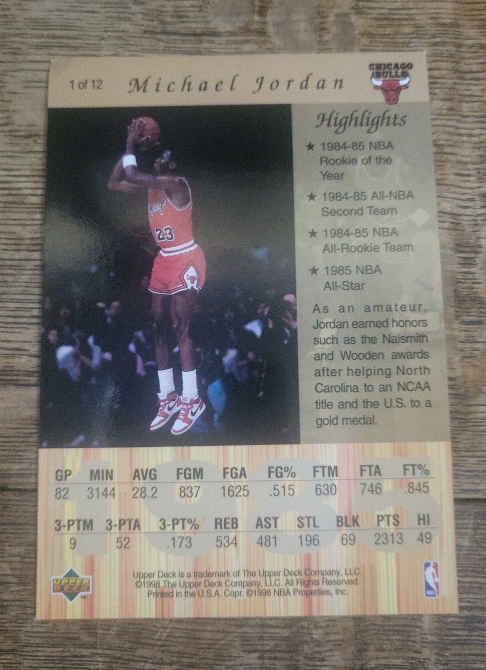 1 of 12 Michael Jordan
CHICAGO
BULLS
Highlights
★ 1984-85 NBA
Rookie of the
Year
★ 1984-85 All-NBA
Second Team
★ 1984-85 NBA
All-Rookie Team
★ 1985 NBA
All-Star
As an amateur,
Jordan earned honors
such as the Naismith
and Wooden awards
after helping North
Carolina to an NCAA
title and the U.S. to a
gold medal.
23
GP MIN AVG FGM FGA FG% FTM FTA FT%
82 3144 28.2 837 1625 .515 630 746 .845
3-PTM 3-PTA 3-PT% REB AST STL BLK PTS HI
9 52 .173 534 481 196 69 2313 49
UPPER DECK
Upper Deck is a trademark of The Upper Deck Company, LLC
©1998 The Upper Deck Company, LLC. All Rights Reserved.
Printed in the U.S.A. Copr. ©1998 NBA Properties, Inc.